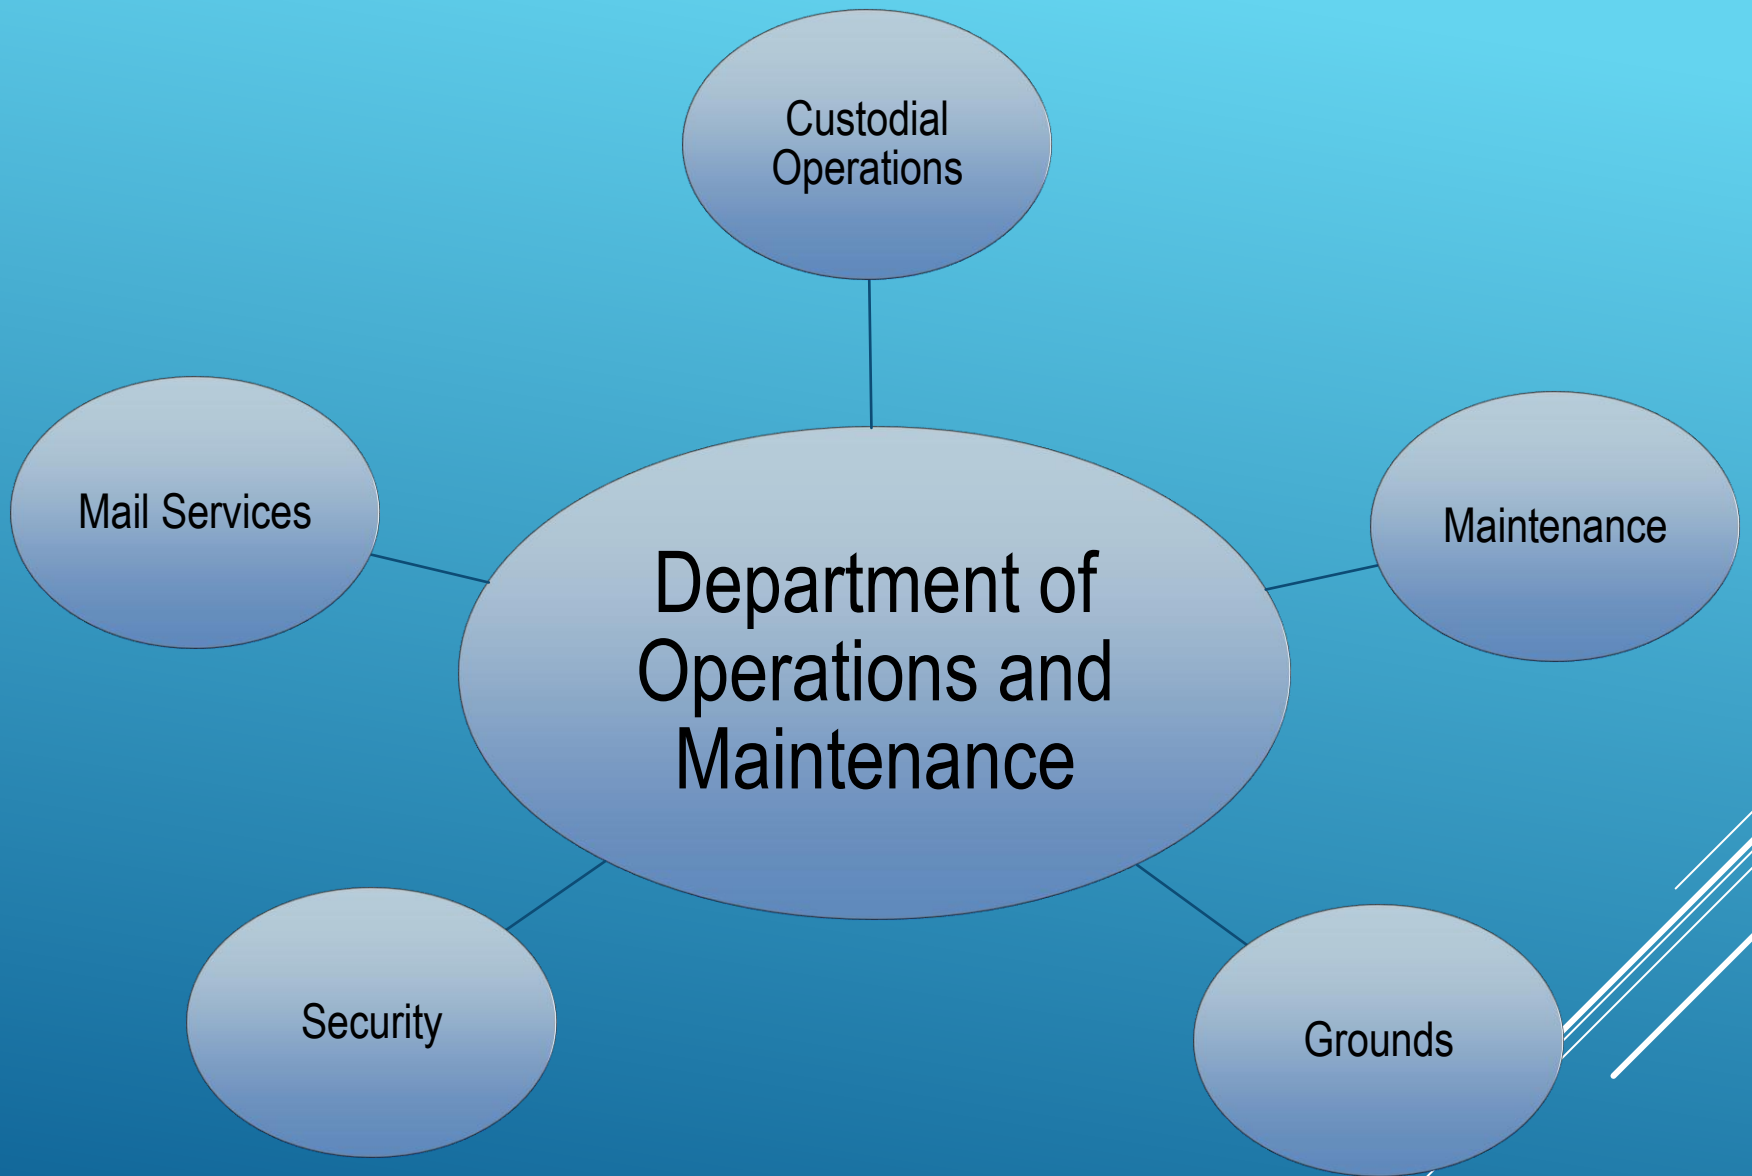 Custodial
Operations
Mail Services
Maintenance
Department of
Operations and
Maintenance
Security
Grounds